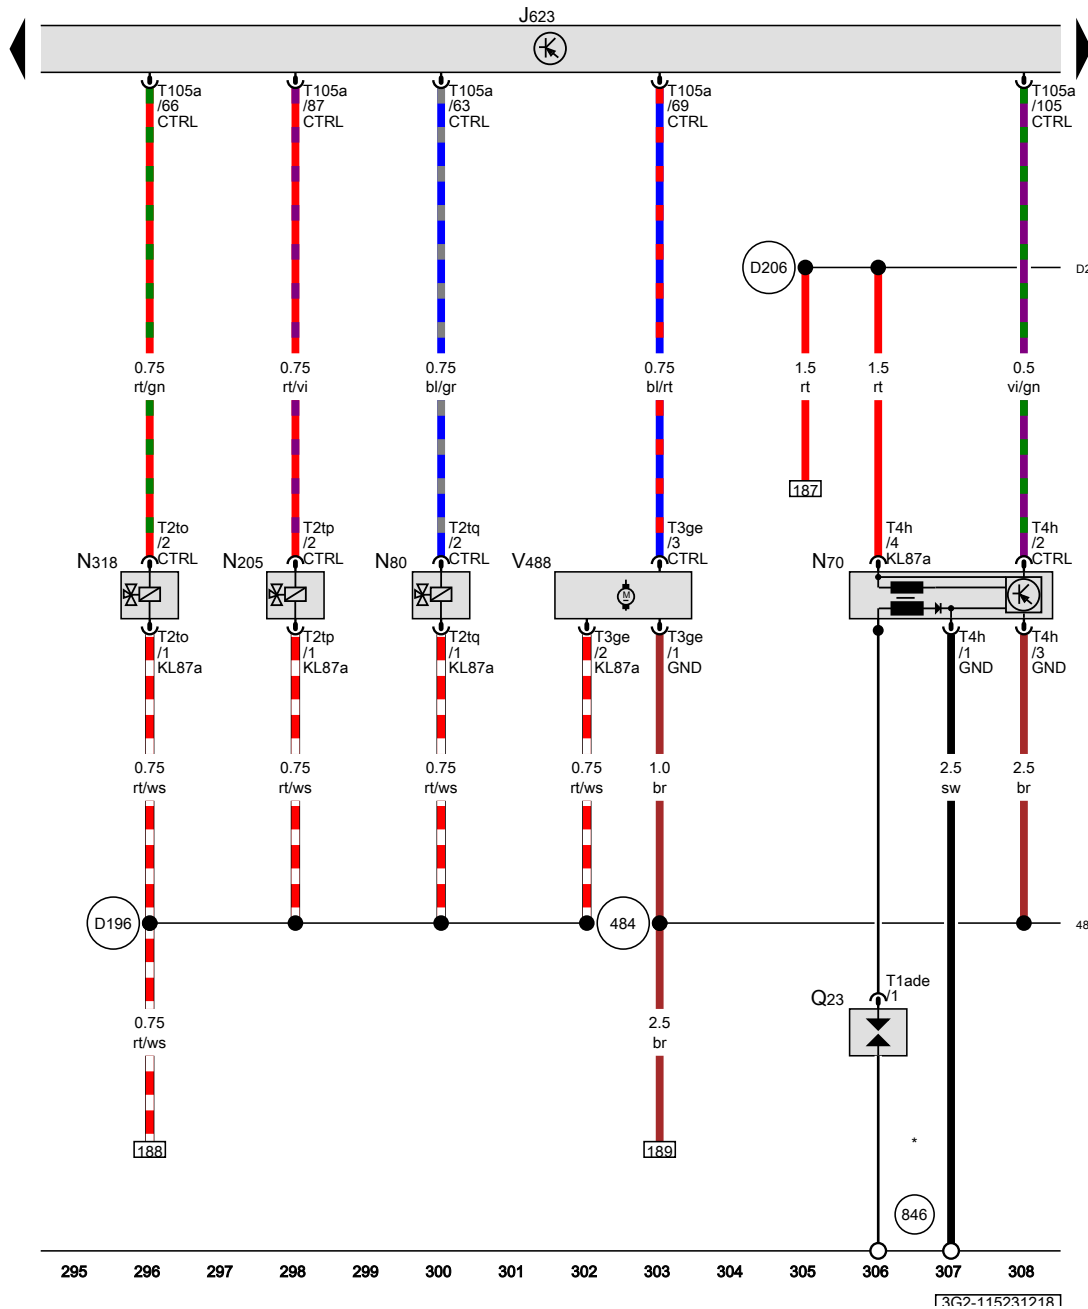 J623
T105a
/66
CTRL
T105a
/87
CTRL
T105a
/63
CTRL
T105a
/69
CTRL
T105a
/105
CTRL
D206
D2
0.75
rt/gn
0.75
rt/vi
0.75
bl/gr
0.75
bl/rt
1.5
rt
1.5
rt
0.5
vi/gn
187
T2to
/2
CTRL
T2tp
/2
CTRL
T2tq
/2
CTRL
T3ge
/3
CTRL
T4h
/4
KL87a
T4h
/2
CTRL
N318
N205
N80
V488
N70
M
T2to
/1
KL87a
T2tp
/1
KL87a
T2tq
/1
KL87a
T3ge
/2
KL87a
T3ge
/1
GND
T4h
/1
GND
T4h
/3
GND
0.75
rt/ws
0.75
rt/ws
0.75
rt/ws
0.75
rt/ws
1.0
br
2.5
sw
2.5
br
D196
484
48
T1ade
/1
Q23
0.75
rt/ws
2.5
br
188
189
*
846
295 296 297 298 299 300 301 302 303 304 305 306 307 308
3G2-115231218